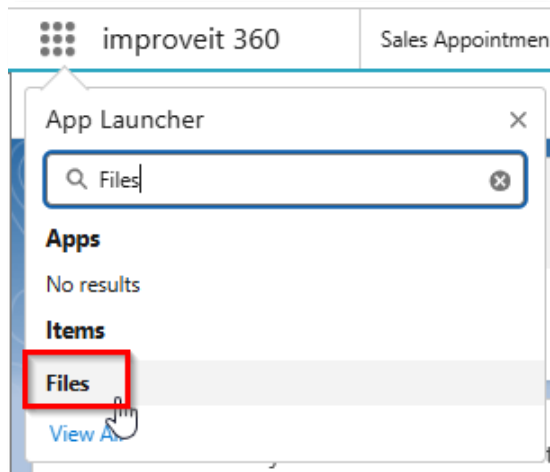 improveit 360
Sales Appointmen
App Launcher
Files
Apps
No results
Items
Files
View All